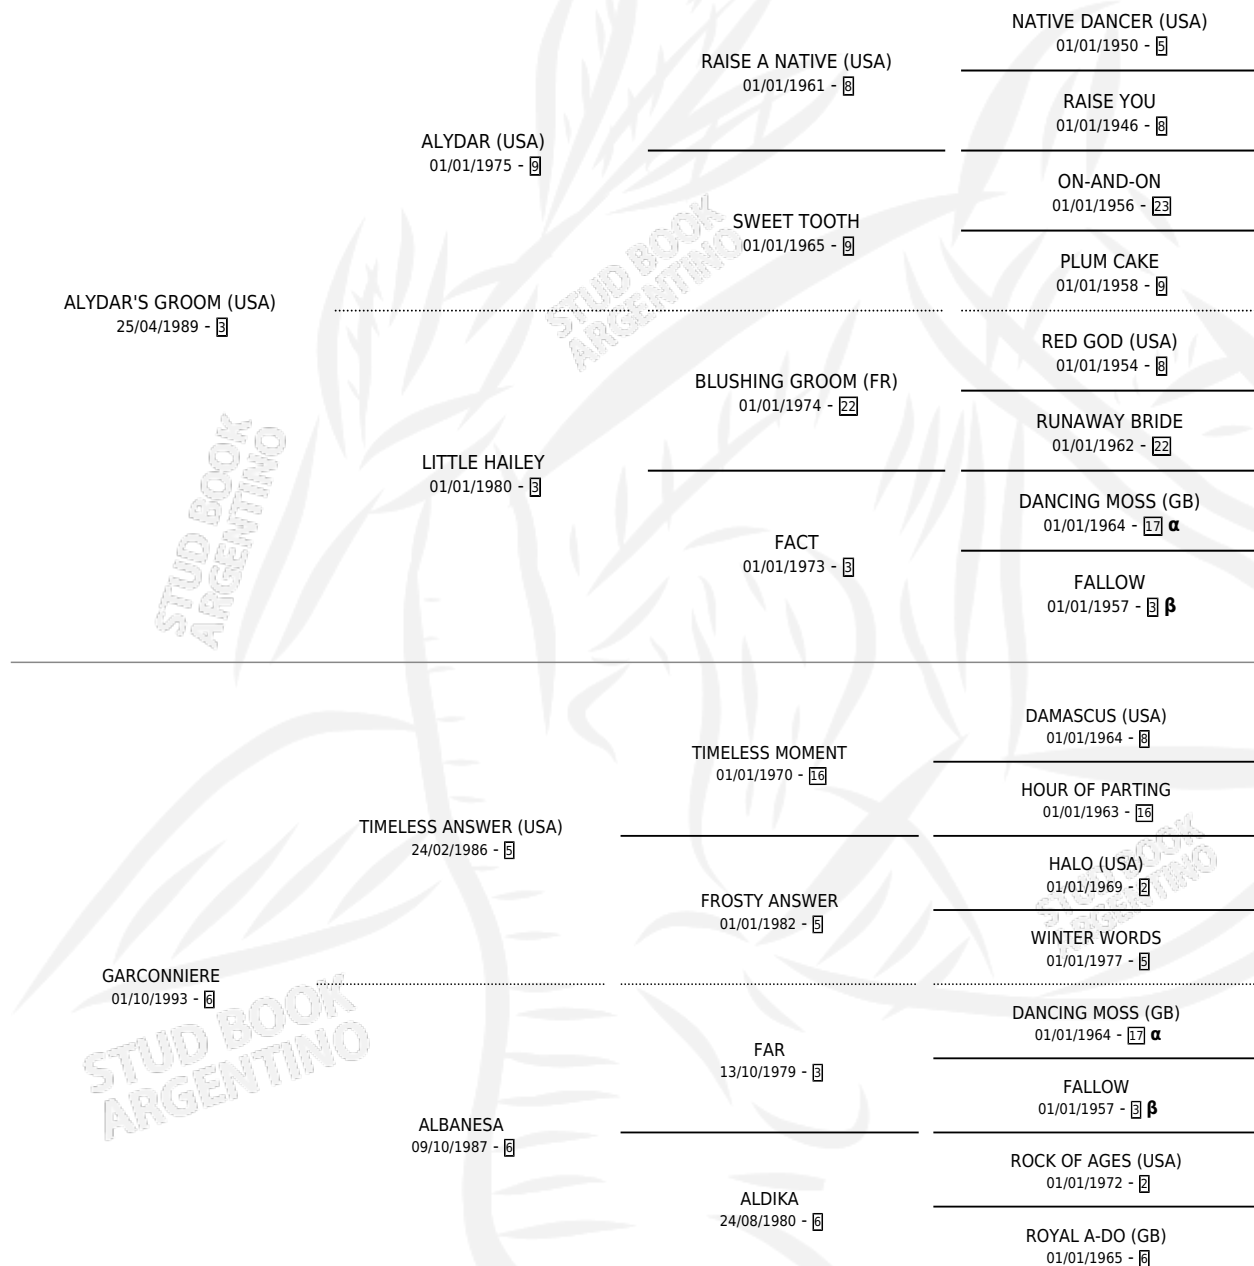 NATIVE DANCER (USA)
01/01/1950 - 5
RAISE A NATIVE (USA)
01/01/1961 - 8
RAISE YOU
01/01/1946 - 8
ALYDAR (USA)
01/01/1975 - 9
ON-AND-ON
01/01/1956 - 23
SWEET TOOTH
01/01/1965 - 9
PLUM CAKE
01/01/1958 - 9
ALYDAR'S GROOM (USA)
25/04/1989 - 3
RED GOD (USA)
01/01/1954 - 8
BLUSHING GROOM (FR)
01/01/1974 - 22
RUNAWAY BRIDE
01/01/1962 - 22
LITTLE HAILEY
01/01/1980 - 3
DANCING MOSS (GB)
01/01/1964 - 17 α
FACT
01/01/1973 - 3
FALLOW
01/01/1957 - 3 β
DAMASCUS (USA)
01/01/1964 - 8
TIMELESS MOMENT
01/01/1970 - 16
HOUR OF PARTING
01/01/1963 - 16
TIMELESS ANSWER (USA)
24/02/1986 - 5
HALO (USA)
01/01/1969 - 2
FROSTY ANSWER
01/01/1982 - 5
WINTER WORDS
01/01/1977 - 5
GARCONNIERE
01/10/1993 - 6
DANCING MOSS (GB)
01/01/1964 - 17 α
FAR
13/10/1979 - 3
FALLOW
01/01/1957 - 3 β
ALBANESA
09/10/1987 - 6
ROCK OF AGES (USA)
01/01/1972 - 2
ALDIKA
24/08/1980 - 6
ROYAL A-DO (GB)
01/01/1965 - 6
STUD BOOK
ARGENTINO
STUD BOOK
ARGENTINO
STUD BOOK
ARGENTINO
STUD BOOK
ARGENTINO